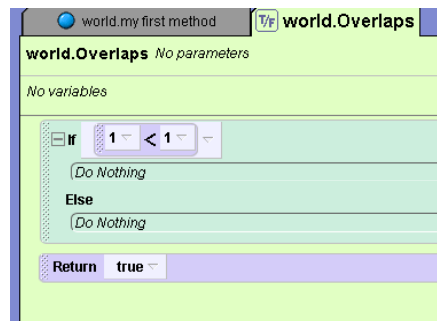 world.my first method T/F world.Overlaps
world.Overlaps No parameters
No variables
If 1 < 1
(Do Nothing
Else
(Do Nothing
Return true